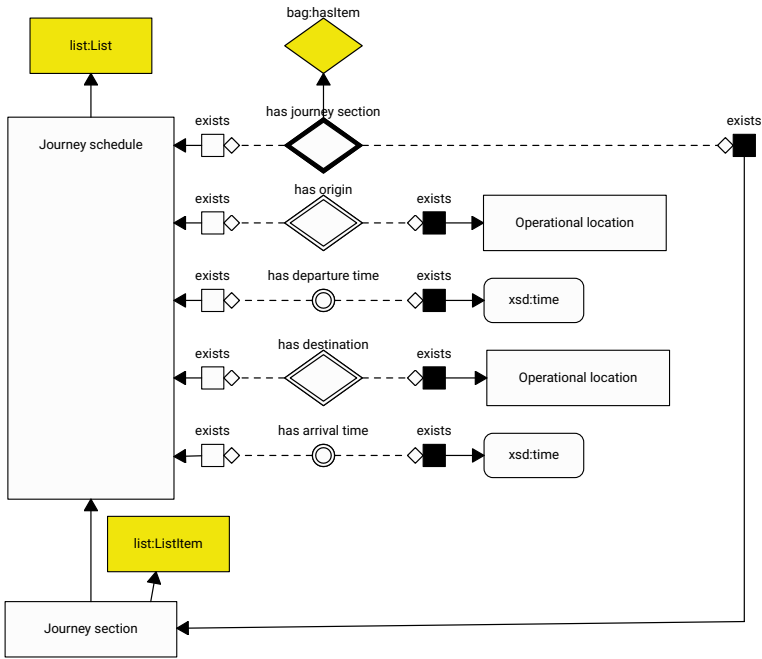 bag:hasItem
list:List
has journey section
exists
exists
Journey schedule
has origin
exists
exists
Operational location
has departure time
exists
exists
xsd:time
has destination
exists
exists
Operational location
has arrival time
exists
exists
xsd:time
list:ListItem
Journey section